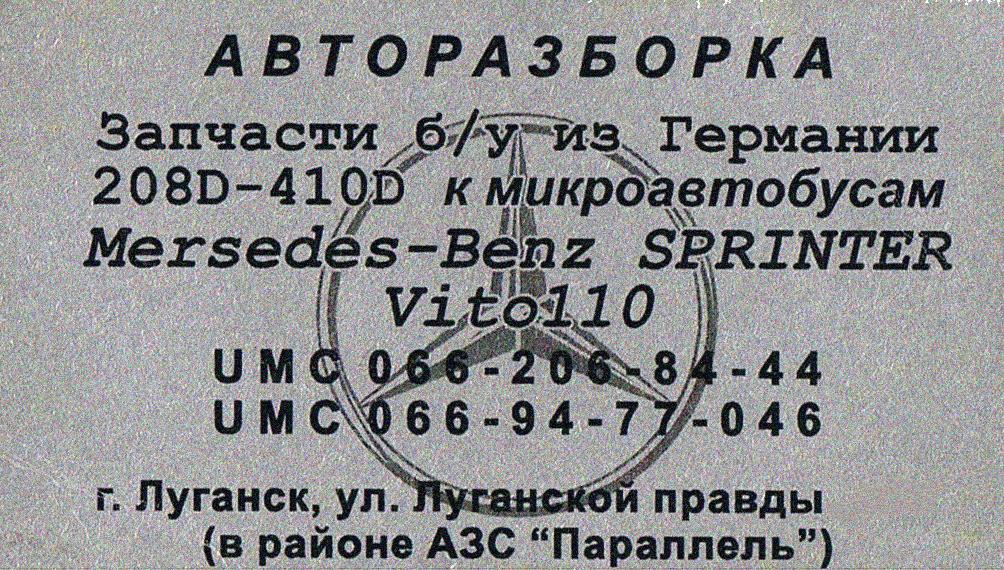 АВТОРАЗБОРКА
Запчасти б/у из Германии
208D-410D к микроавтобусам
Mersedes-Benz SPRINTER
Vito110
UMC 066-206-84-44
UMC 066-94-77-046
г. Луганск, ул. Луганской правды
(в районе АЗС “Параллель”)